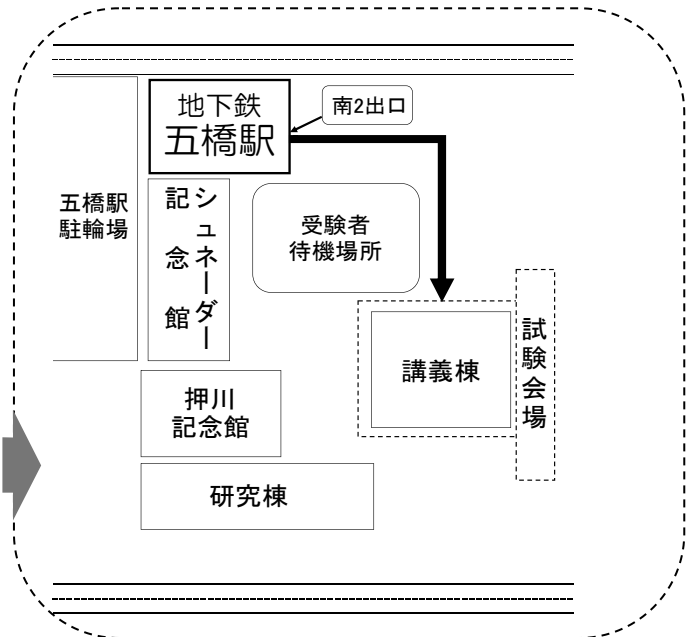 地下鉄
五橋駅
南2出口
五橋駅
駐輪場
シュネーダー
記念館
受験者
待機場所
講義棟
試験会場
押川
記念館
研究棟